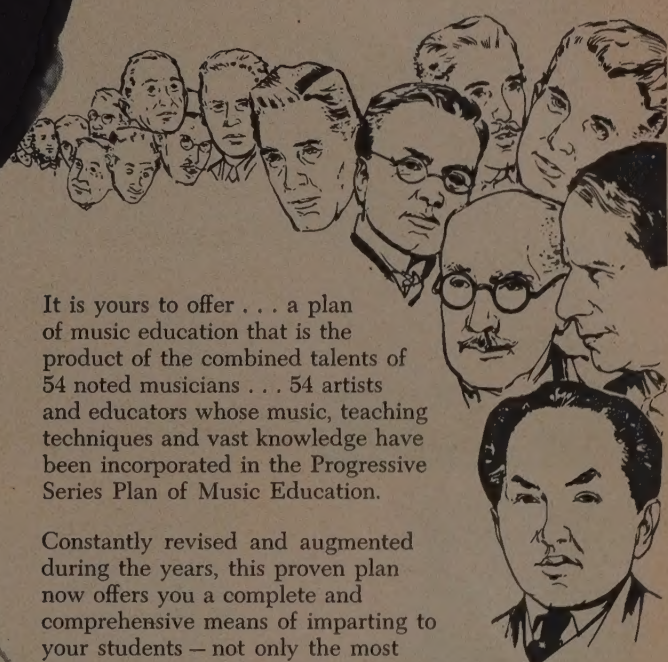 It is yours to offer . . . a plan
of music education that is the
product of the combined talents of
54 noted musicians . . . 54 artists
and educators whose music, teaching
techniques and vast knowledge have
been incorporated in the Progressive
Series Plan of Music Education.
Constantly revised and augmented
during the years, this proven plan
now offers you a complete and
comprehensive means of imparting to
your students — not only the most